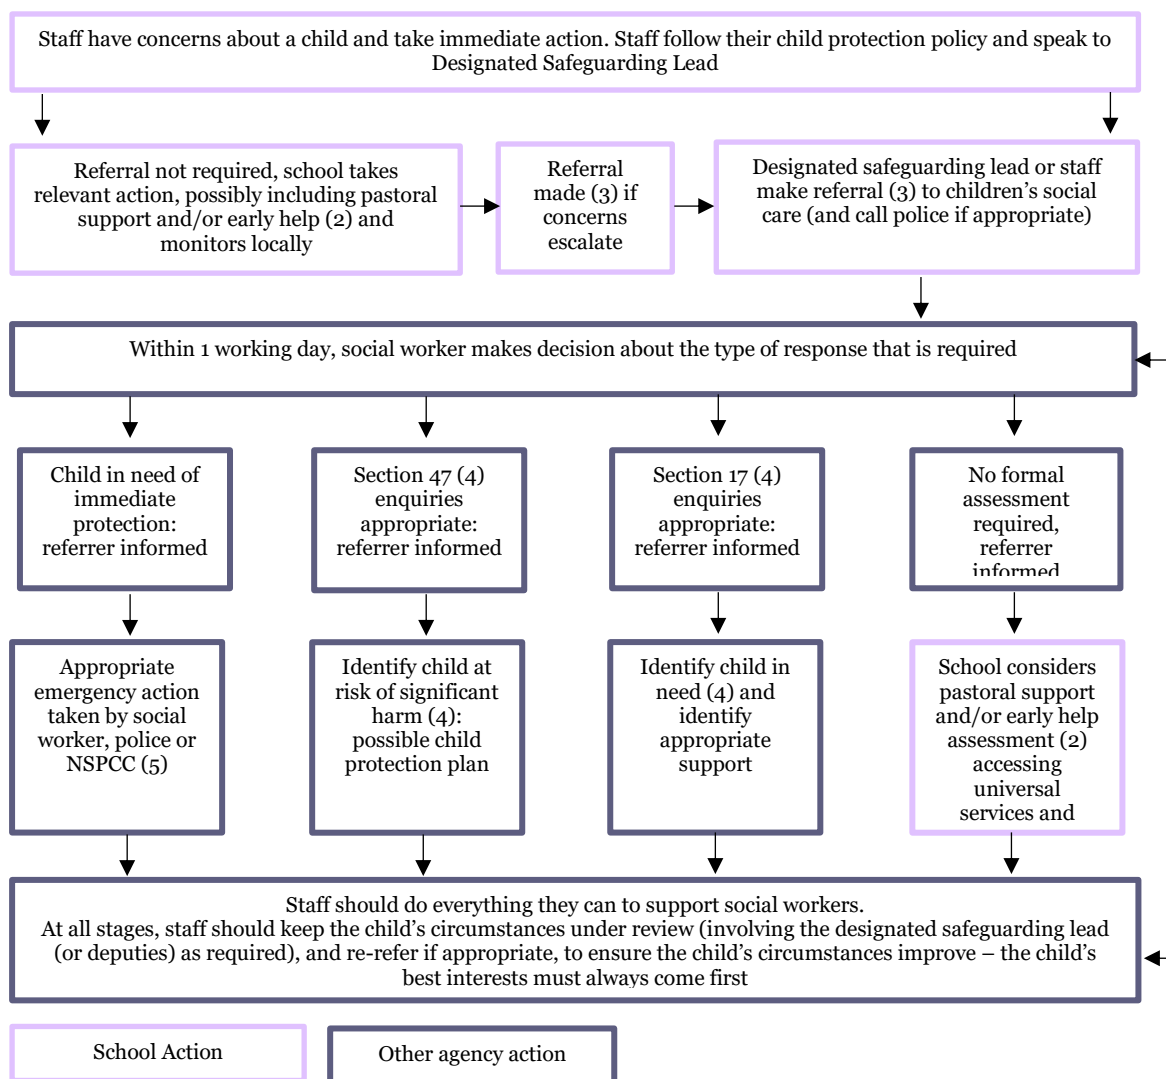 Staff have concerns about a child and take immediate action. Staff follow their child protection policy and speak to
Designated Safeguarding Lead
Referral not required, school takes
relevant action, possibly including pastoral
support and/or early help (2) and
monitors locally
Referral
made (3) if
concerns
escalate
Designated safeguarding lead or staff
make referral (3) to children’s social
care (and call police if appropriate)
Within 1 working day, social worker makes decision about the type of response that is required
Child in need of
immediate
protection:
referrer informed
Section 47 (4)
enquiries
appropriate:
referrer informed
Section 17 (4)
enquiries
appropriate:
referrer informed
No formal
assessment
required,
referrer
informed
Appropriate
emergency action
taken by social
worker, police or
NSPCC (5)
Identify child at
risk of significant
harm (4):
possible child
protection plan
Identify child in
need (4) and
identify
appropriate
support
School considers
pastoral support
and/or early help
assessment (2)
accessing
universal
services and
Staff should do everything they can to support social workers.
At all stages, staff should keep the child’s circumstances under review (involving the designated safeguarding lead
(or deputies) as required), and re-refer if appropriate, to ensure the child’s circumstances improve – the child’s
best interests must always come first
School Action
Other agency action